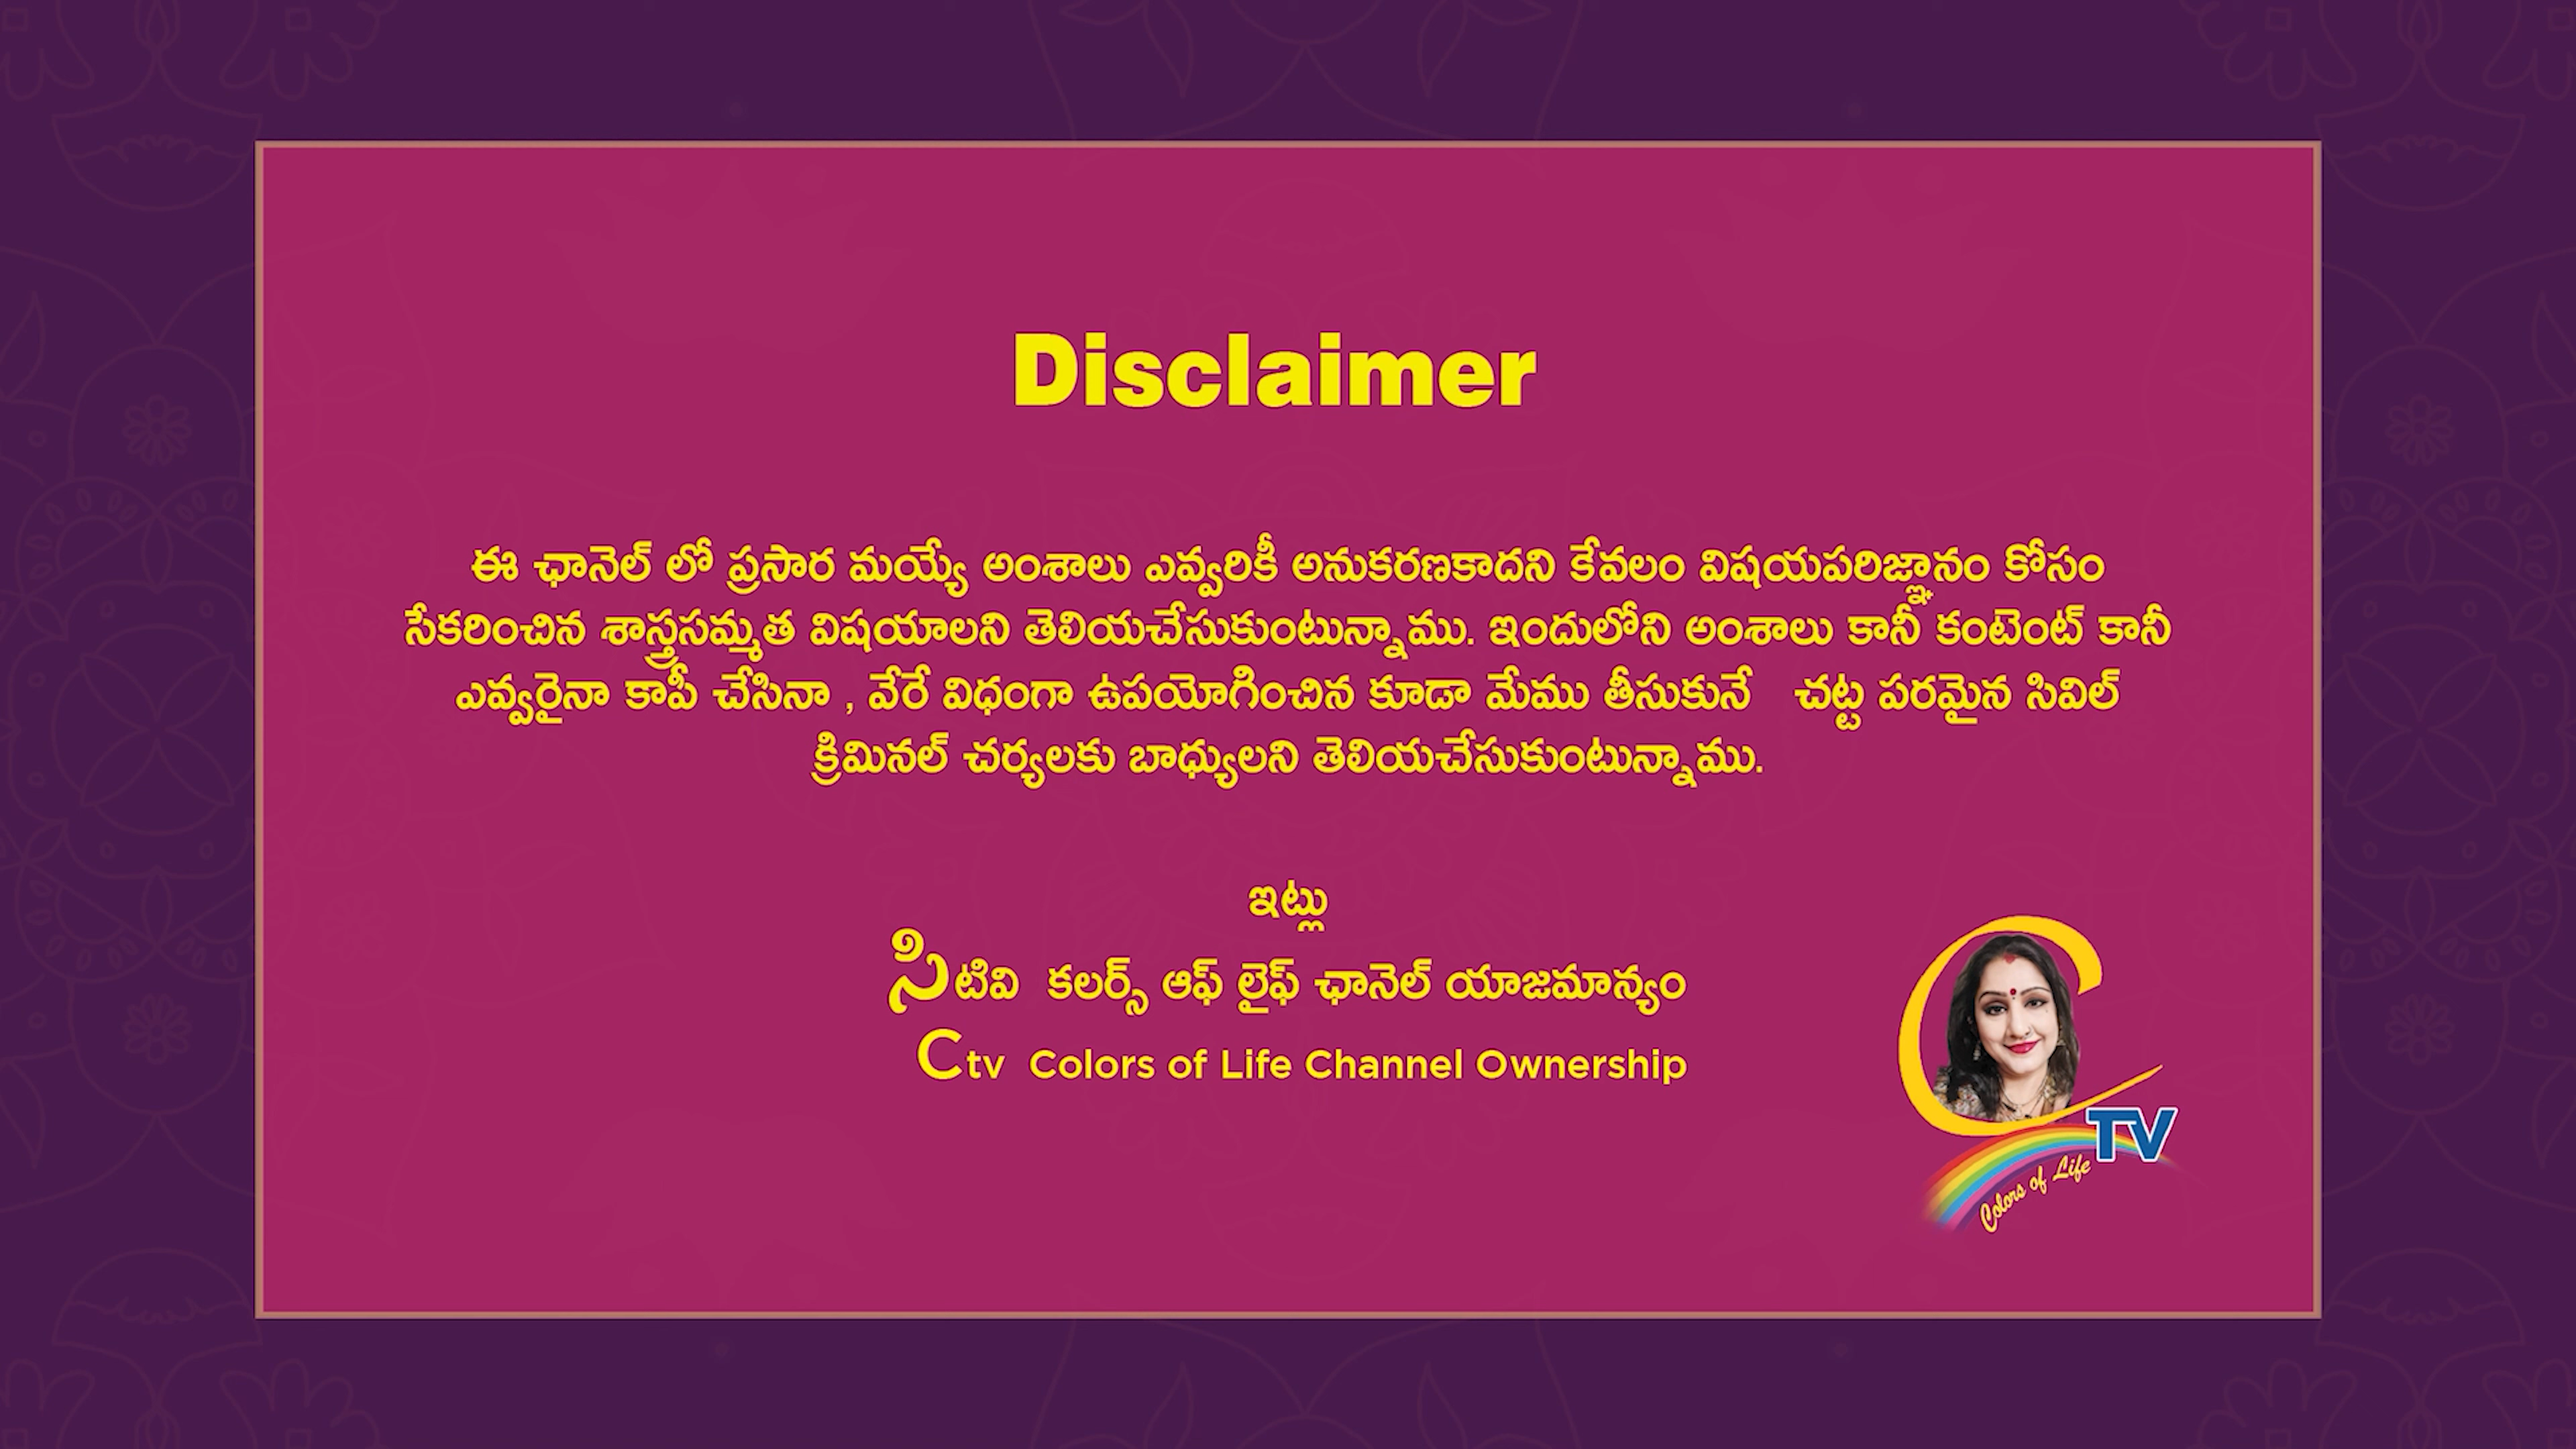 Disclaimer
ఈ ఛానెల్ లో ప్రసార మయ్యే అంశాలు ఎవ్వరికీ అనుకరణకాదని కేవలం విషయపరిజ్ఞానం కోసం
సేకరించిన శాస్త్రసమ్మత విషయాలని తెలియచేసుకుంటున్నాము. ఇందులోని అంశాలు కానీ కంటెంట్ కానీ
ఎవ్వరైనా కాపీ చేసినా , వేరే విధంగా ఉపయోగించిన కూడా మేము తీసుకునే చట్ట పరమైన సివిల్
క్రిమినల్ చర్యలకు బాధ్యులని తెలియచేసుకుంటున్నాము.
ఇట్లు
సిటివి కలర్స్ ఆఫ్ లైఫ్ ఛానెల్ యాజమాన్యం
Ctv Colors of Life Channel Ownership
C TV
Colors of Life